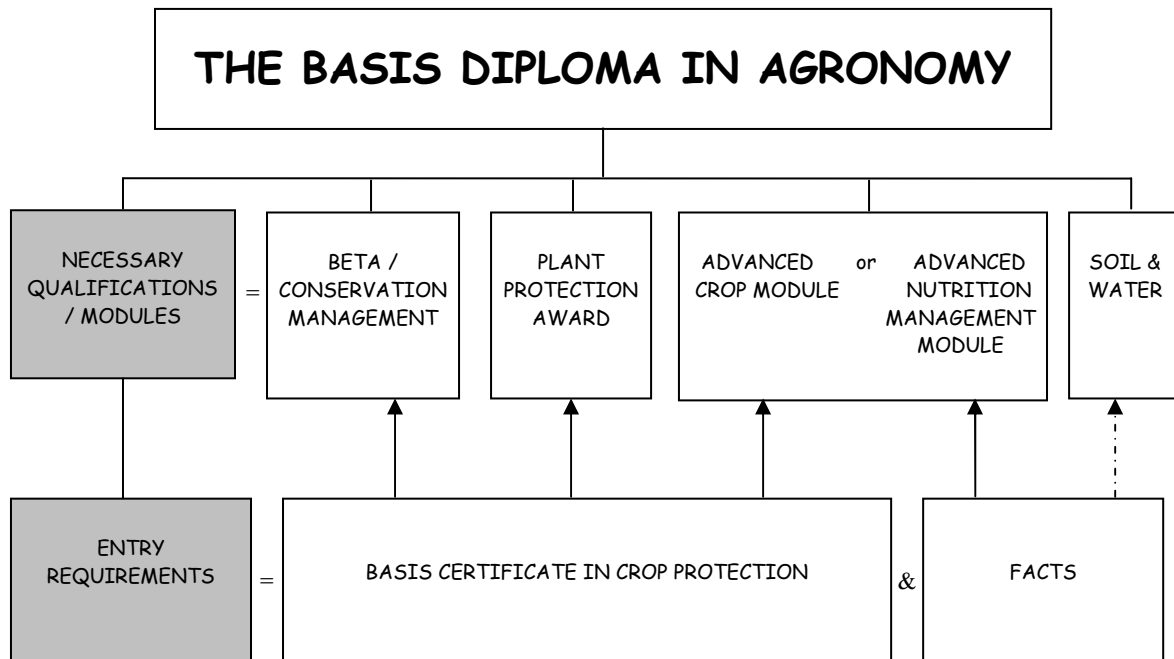 THE BASIS DIPLOMA IN AGRONOMY
NECESSARY
QUALIFICATIONS
/ MODULES
=
BETA /
CONSERVATION
MANAGEMENT
PLANT
PROTECTION
AWARD
ADVANCED or ADVANCED
CROP MODULE NUTRITION
MANAGEMENT
MODULE
SOIL &
WATER
ENTRY
REQUIREMENTS
=
BASIS CERTIFICATE IN CROP PROTECTION
&
FACTS